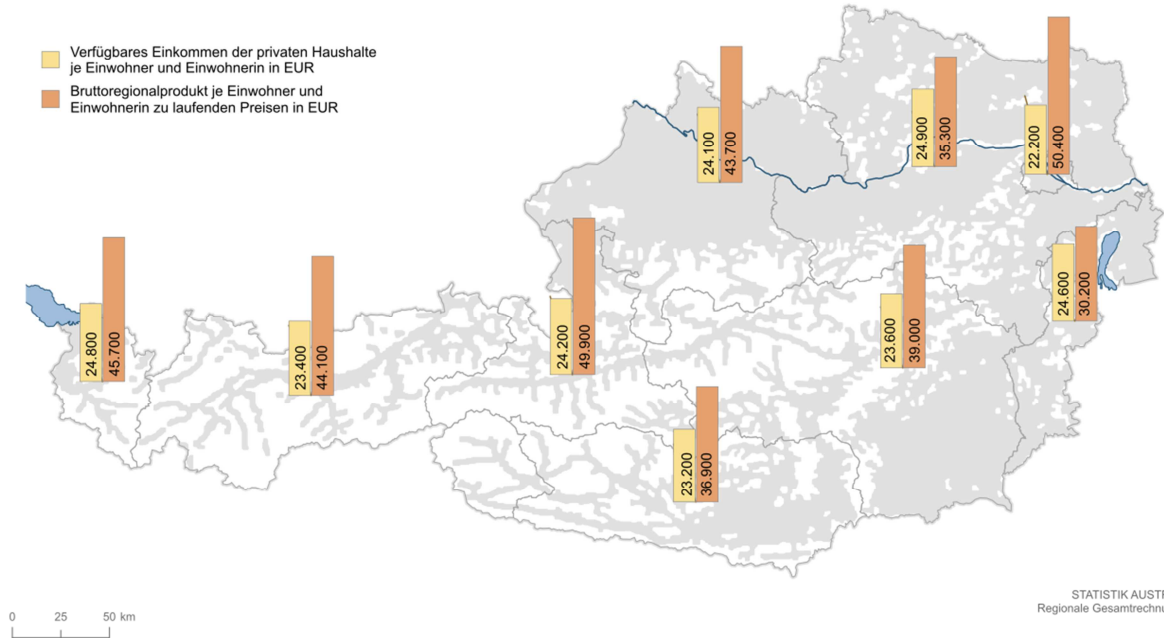 Verfügbares Einkommen der privaten Haushalte
je Einwohner und Einwohnerin in EUR
Bruttoregionalprodukt je Einwohner und
Einwohnerin zu laufenden Preisen in EUR
24.100
43.700
24.900
35.300
22.200
50.400
24.800
45.700
23.400
44.100
24.200
49.900
23.600
39.000
24.600
30.200
23.200
36.900
STATISTIK
Regionale
0 25 50 km